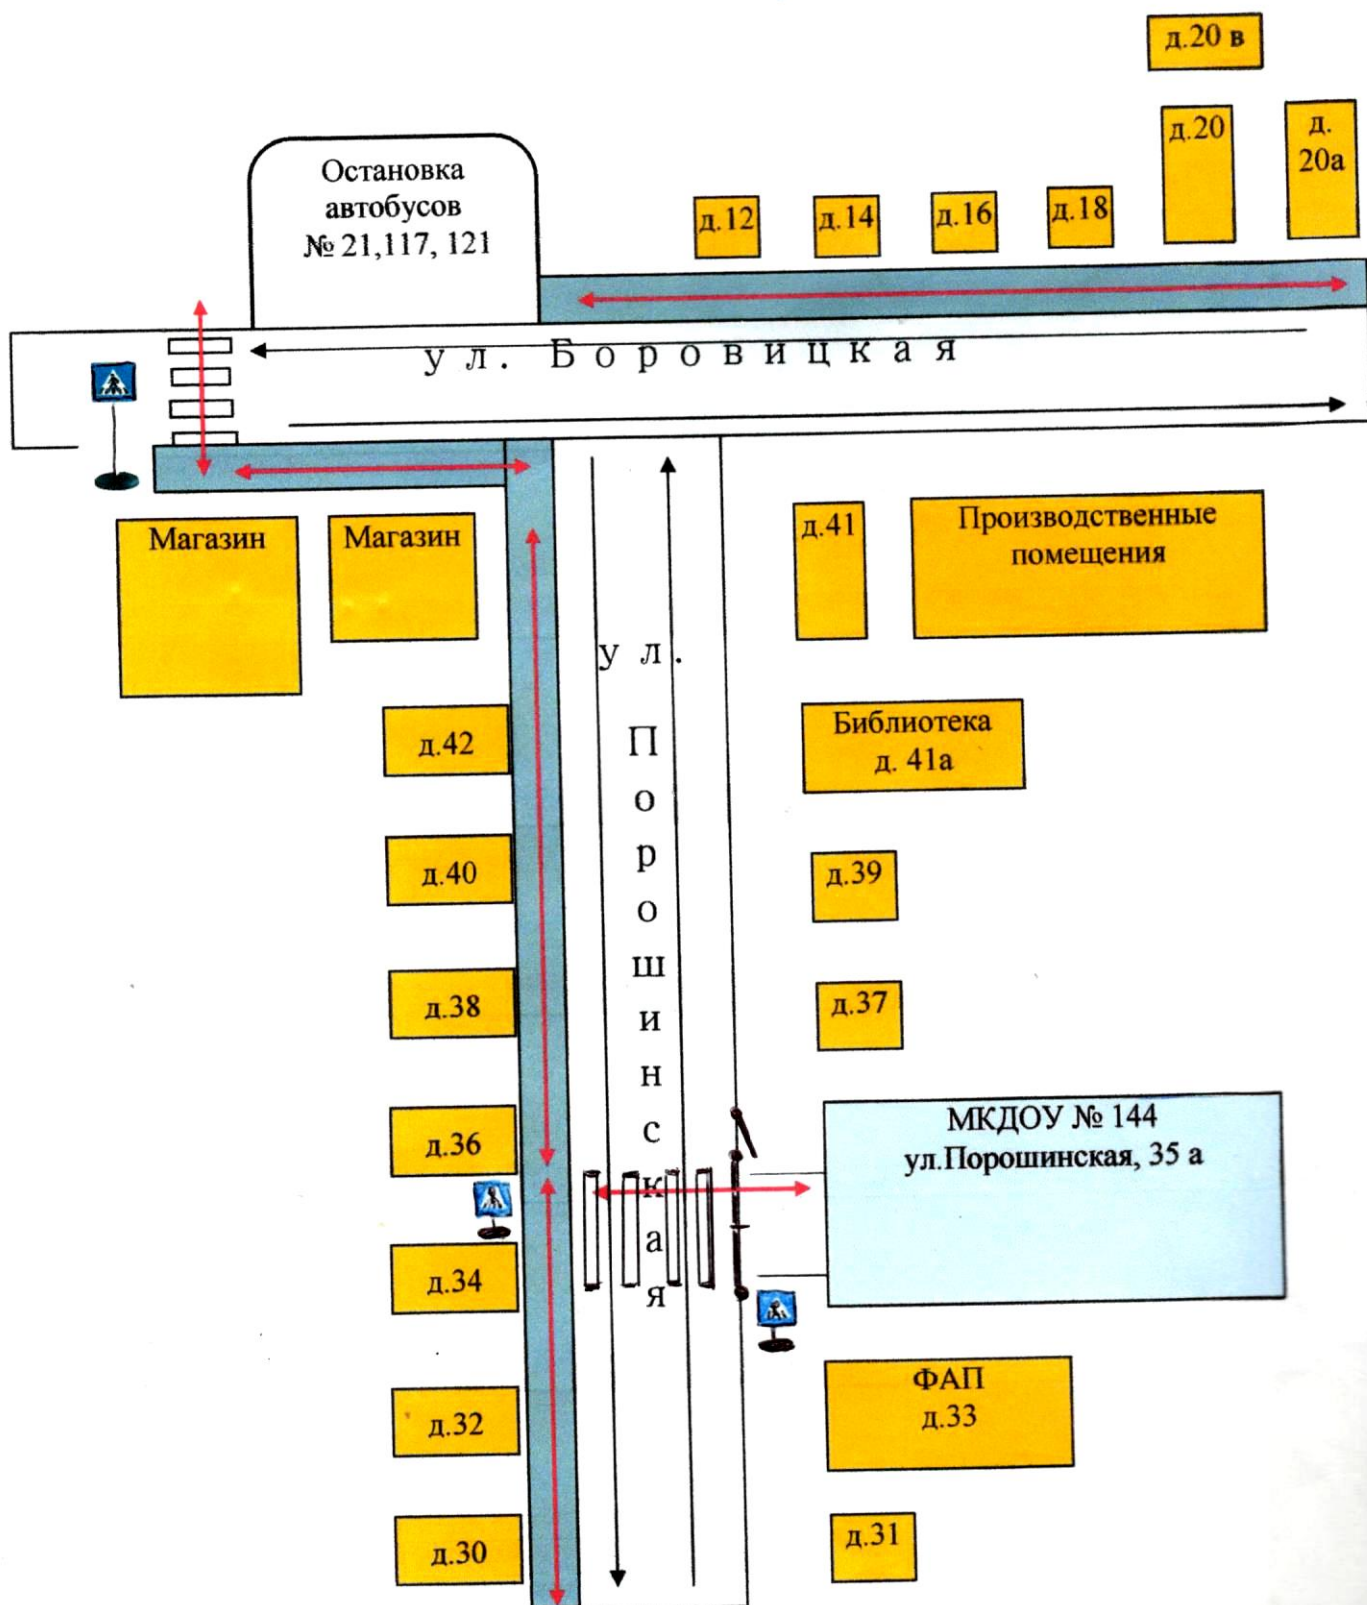 д.20 в
д.20
д.
20а
Остановка
автобусов
№ 21,117, 121
д.12
д.14
д.16
д.18
ул. Боровицкая
Магазин
Магазин
д.41
Производственные
помещения
ул. Порошинская
д.42
Библиотека
д. 41а
д.40
д.39
д.38
д.37
д.36
МКДОУ № 144
ул.Порошинская, 35 а
д.34
ФАП
д.33
д.32
д.30
д.31